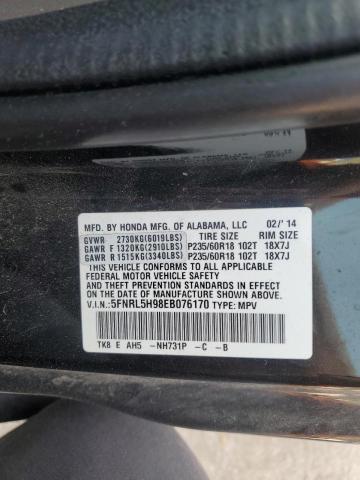 MFD. BY HONDA MFG. OF ALABAMA, LLC 02/'14
GVWR 2730KG(6019LBS) TIRE SIZE RIM SIZE
GAWR F 1320KG(2910LBS) P235/60R18 102T 18X7J
GAWR R 1515KG(3340LBS) P235/60R18 102T 18X7J
THIS VEHICLE CONFORMS TO ALL APPLICABLE
FEDERAL MOTOR VEHICLE SAFETY
AND THEFT PREVENTION STANDARDS IN EFFECT
ON THE DATE OF MANUFACTURE SHOWN ABOVE.
V.I.N.:5FNRL5H98EB076170 TYPE: MPV
TK8 E AH5 -NH731P -C -B